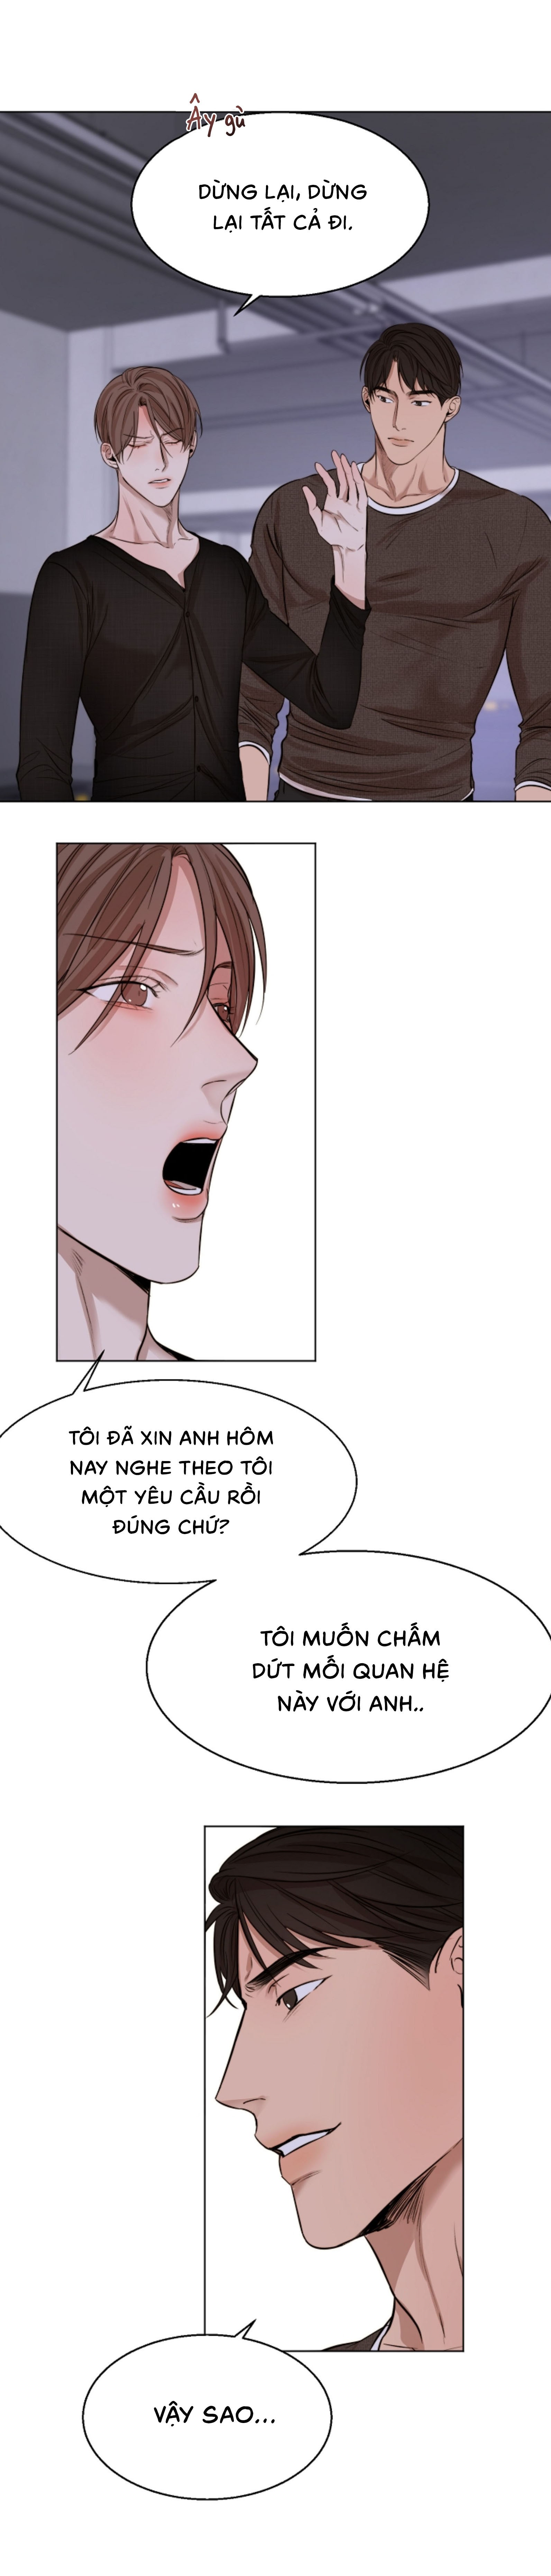 Ây gù
DỪNG LẠI, DỪNG
LẠI TẤT CẢ ĐI.
TÔI ĐÃ XIN ANH HÔM
NAY NGHE THEO TÔI
MỘT YÊU CẦU RỒI
ĐÚNG CHỨ?
TÔI MUỐN CHẤM
DỨT MỐI QUAN HỆ
NÀY VỚI ANH..
VẬY SAO...